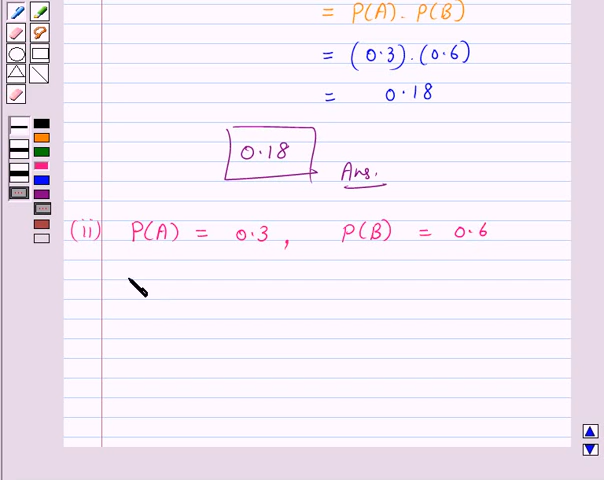 = P(A) . P(B)
= (0.3) . (0.6)
= 0.18
0.18
Ans.
(ii) P(A) = 0.3 , P(B) = 0.6